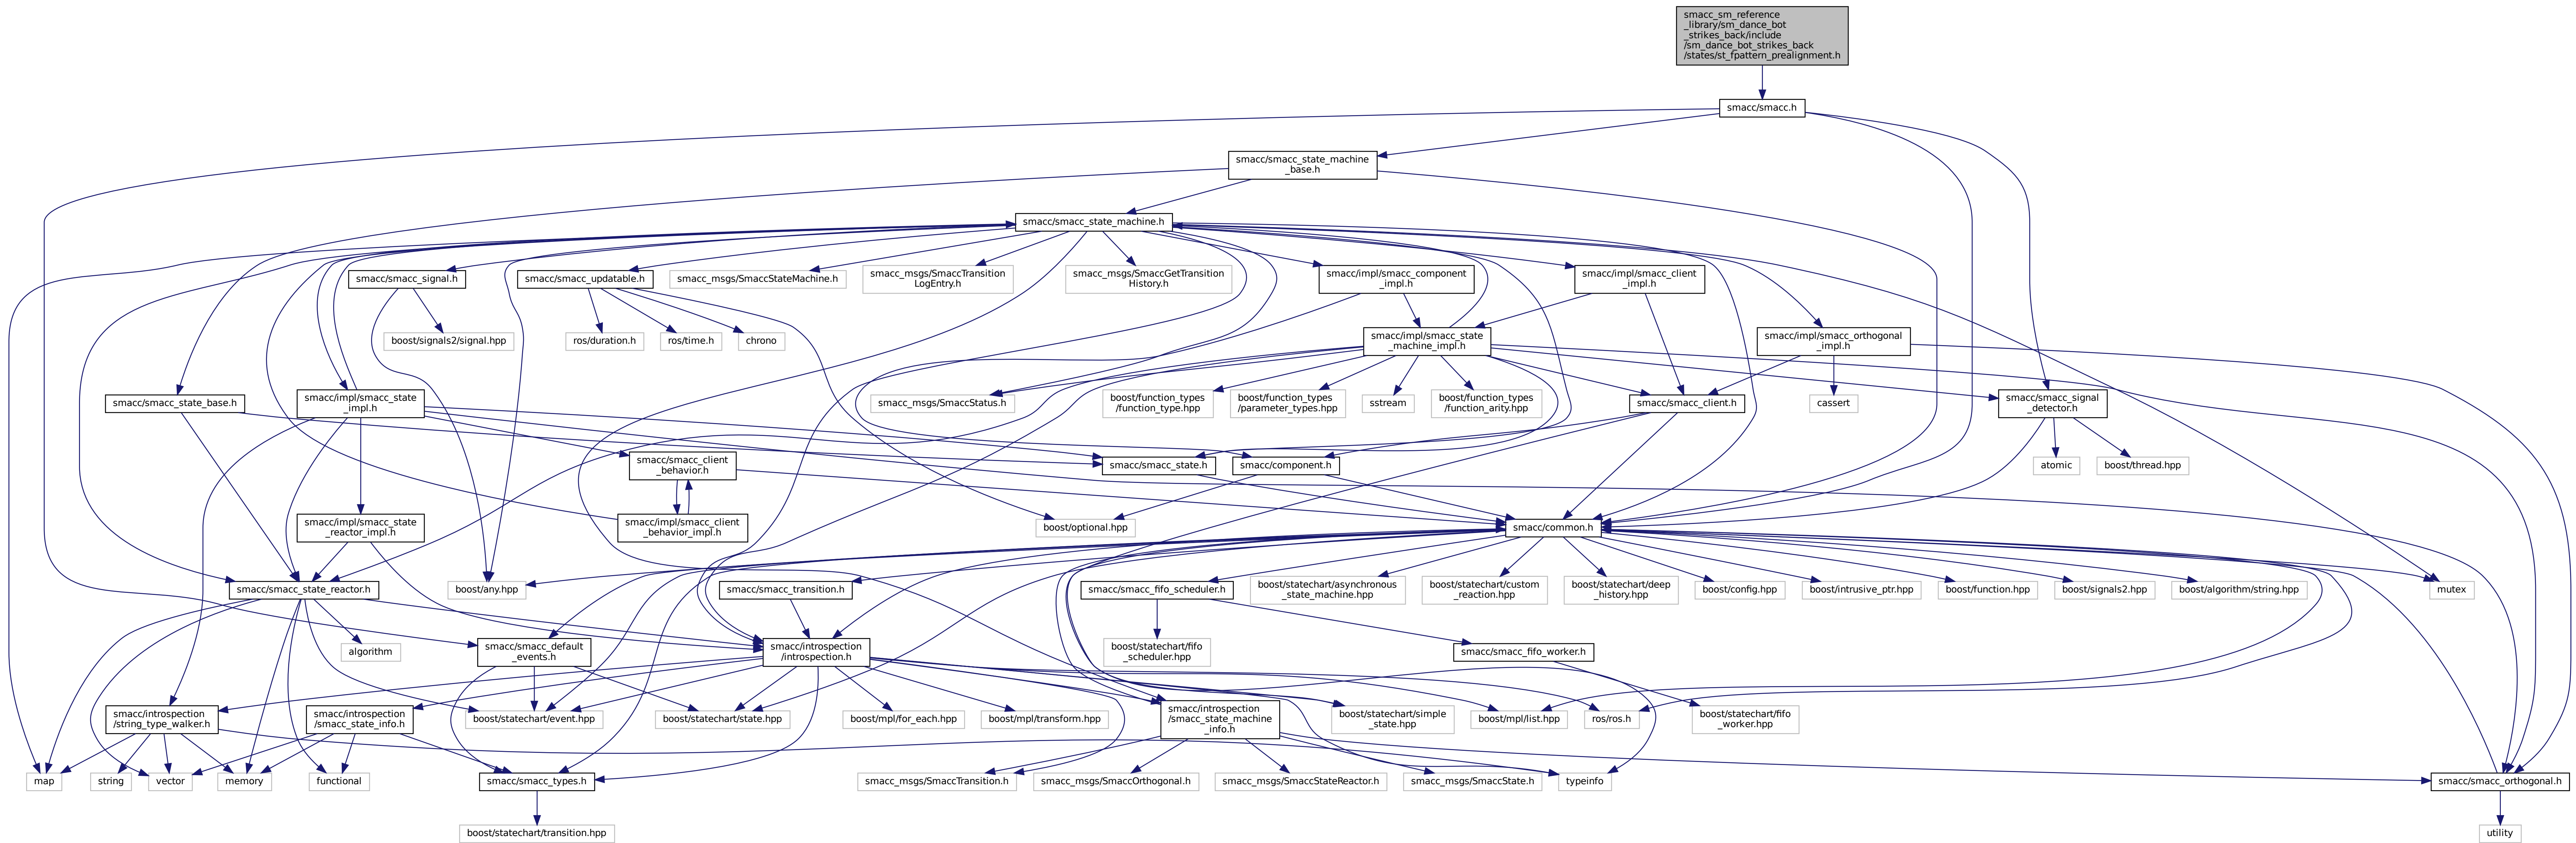 smacc_sm_reference
_library/sm_dance_bot
_strikes_back/include
/sm_dance_bot_strikes_back
/states/st_fpattern_prealignment.h
smacc/smacc.h
smacc/smacc_state_machine
_base.h
smacc/smacc_state_machine.h
smacc/smacc_signal.h
smacc/smacc_updatable.h
smacc_msgs/SmaccStateMachine.h
smacc_msgs/SmaccTransition
LogEntry.h
smacc_msgs/SmaccGetTransition
History.h
smacc/impl/smacc_component
_impl.h
smacc/impl/smacc_client
_impl.h
boost/signals2/signal.hpp
ros/duration.h
ros/time.h
chrono
smacc/impl/smacc_state
_machine_impl.h
smacc/impl/smacc_orthogonal
_impl.h
smacc/smacc_state_base.h
smacc/impl/smacc_state
_impl.h
smacc_msgs/SmaccStatus.h
boost/function_types
/function_type.hpp
boost/function_types
/parameter_types.hpp
sstream
boost/function_types
/function_arity.hpp
smacc/smacc_client.h
cassert
smacc/smacc_signal
_detector.h
smacc/smacc_client
_behavior.h
smacc/smacc_state.h
smacc/component.h
atomic
boost/thread.hpp
smacc/impl/smacc_state
_reactor_impl.h
smacc/impl/smacc_client
_behavior_impl.h
boost/optional.hpp
smacc/common.h
smacc/smacc_state_reactor.h
boost/any.hpp
smacc/smacc_transition.h
smacc/smacc_fifo_scheduler.h
boost/statechart/asynchronous
_state_machine.hpp
boost/statechart/custom
_reaction.hpp
boost/statechart/deep
_history.hpp
boost/config.hpp
boost/intrusive_ptr.hpp
boost/function.hpp
boost/signals2.hpp
boost/algorithm/string.hpp
mutex
algorithm
smacc/smacc_default
_events.h
smacc/introspection
/introspection.h
boost/statechart/fifo
_scheduler.hpp
smacc/smacc_fifo_worker.h
smacc/introspection
/string_type_walker.h
smacc/introspection
/smacc_state_info.h
boost/statechart/event.hpp
boost/statechart/state.hpp
boost/mpl/for_each.hpp
boost/mpl/transform.hpp
smacc/introspection
/smacc_state_machine
_info.h
boost/statechart/simple
_state.hpp
boost/mpl/list.hpp
ros/ros.h
boost/statechart/fifo
_worker.hpp
map
string
vector
memory
functional
smacc/smacc_types.h
smacc_msgs/SmaccTransition.h
smacc_msgs/SmaccOrthogonal.h
smacc_msgs/SmaccStateReactor.h
smacc_msgs/SmaccState.h
typeinfo
smacc/smacc_orthogonal.h
boost/statechart/transition.hpp
utility